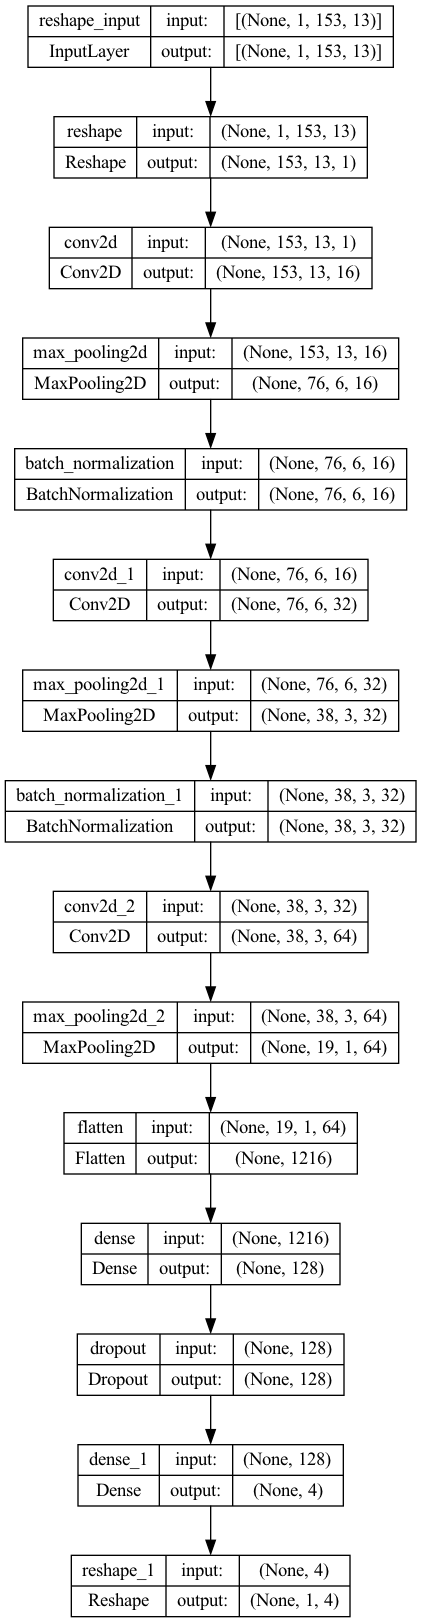 reshape_input input: [(None, 1, 153, 13)]
InputLayer output: [(None, 1, 153, 13)]
reshape input: (None, 1, 153, 13)
Reshape output: (None, 153, 13, 1)
conv2d input: (None, 153, 13, 1)
Conv2D output: (None, 153, 13, 16)
max_pooling2d input: (None, 153, 13, 16)
MaxPooling2D output: (None, 76, 6, 16)
batch_normalization input: (None, 76, 6, 16)
BatchNormalization output: (None, 76, 6, 16)
conv2d_1 input: (None, 76, 6, 16)
Conv2D output: (None, 76, 6, 32)
max_pooling2d_1 input: (None, 76, 6, 32)
MaxPooling2D output: (None, 38, 3, 32)
batch_normalization_1 input: (None, 38, 3, 32)
BatchNormalization output: (None, 38, 3, 32)
conv2d_2 input: (None, 38, 3, 32)
Conv2D output: (None, 38, 3, 64)
max_pooling2d_2 input: (None, 38, 3, 64)
MaxPooling2D output: (None, 19, 1, 64)
flatten input: (None, 19, 1, 64)
Flatten output: (None, 1216)
dense input: (None, 1216)
Dense output: (None, 128)
dropout input: (None, 128)
Dropout output: (None, 128)
dense_1 input: (None, 128)
Dense output: (None, 4)
reshape_1 input: (None, 4)
Reshape output: (None, 1, 4)